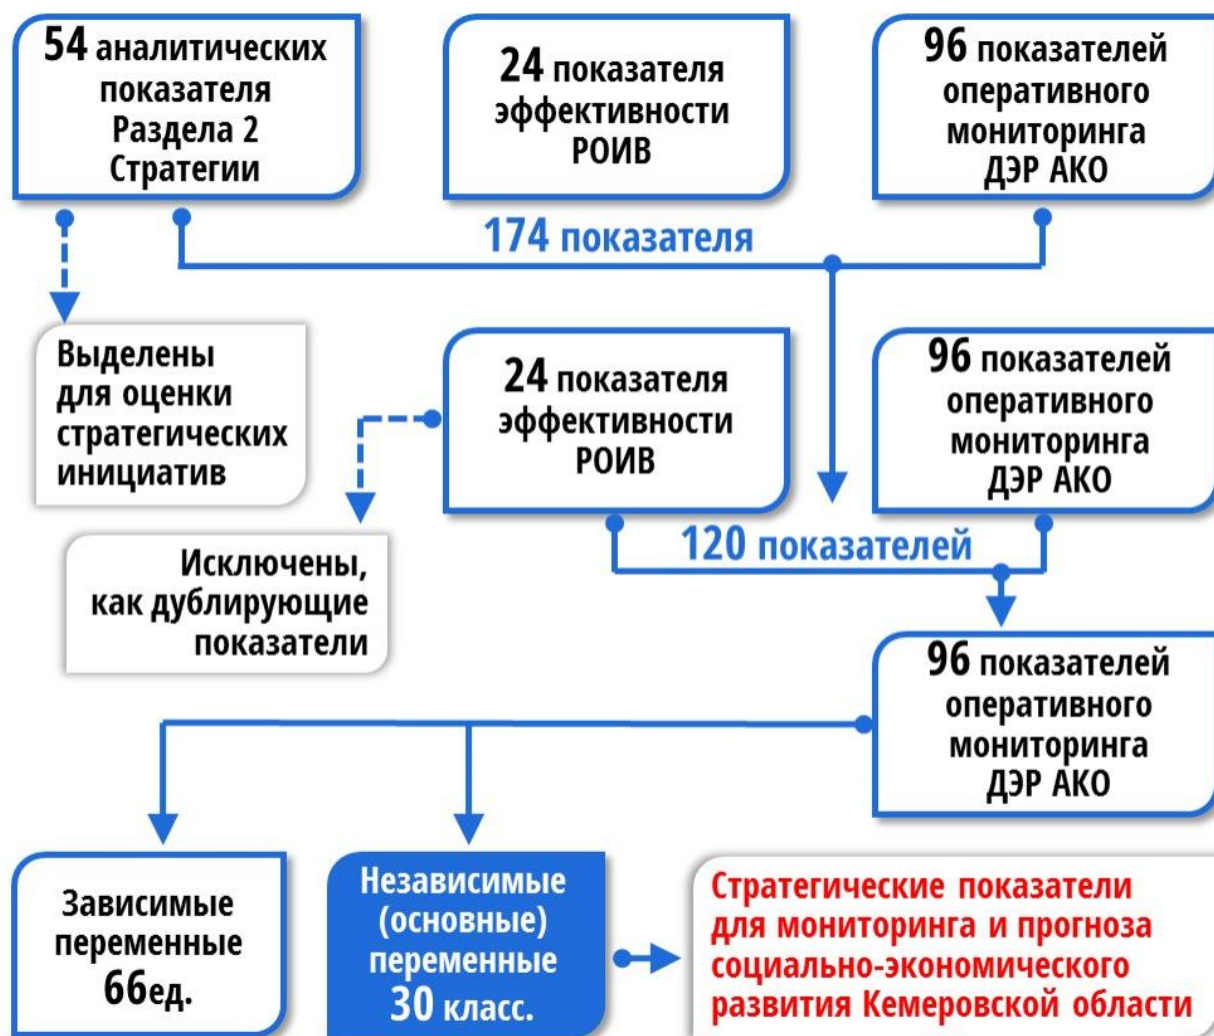 54 аналитических
показателя
Раздела 2
Стратегии
24 показателя
эффективности
РОИВ
96 показателей
оперативного
мониторинга
ДЭР АКО
174 показателя
Выделены
для оценки
стратегических
инициатив
24 показателя
эффективности
РОИВ
96 показателей
оперативного
мониторинга
ДЭР АКО
120 показателей
Исключены,
как дублирующие
показатели
96 показателей
оперативного
мониторинга
ДЭР АКО
Зависимые
переменные
66ед.
Независимые
(основные)
переменные
30 класс.
Стратегические показатели
для мониторинга и прогноза
социально-экономического
развития Кемеровской области